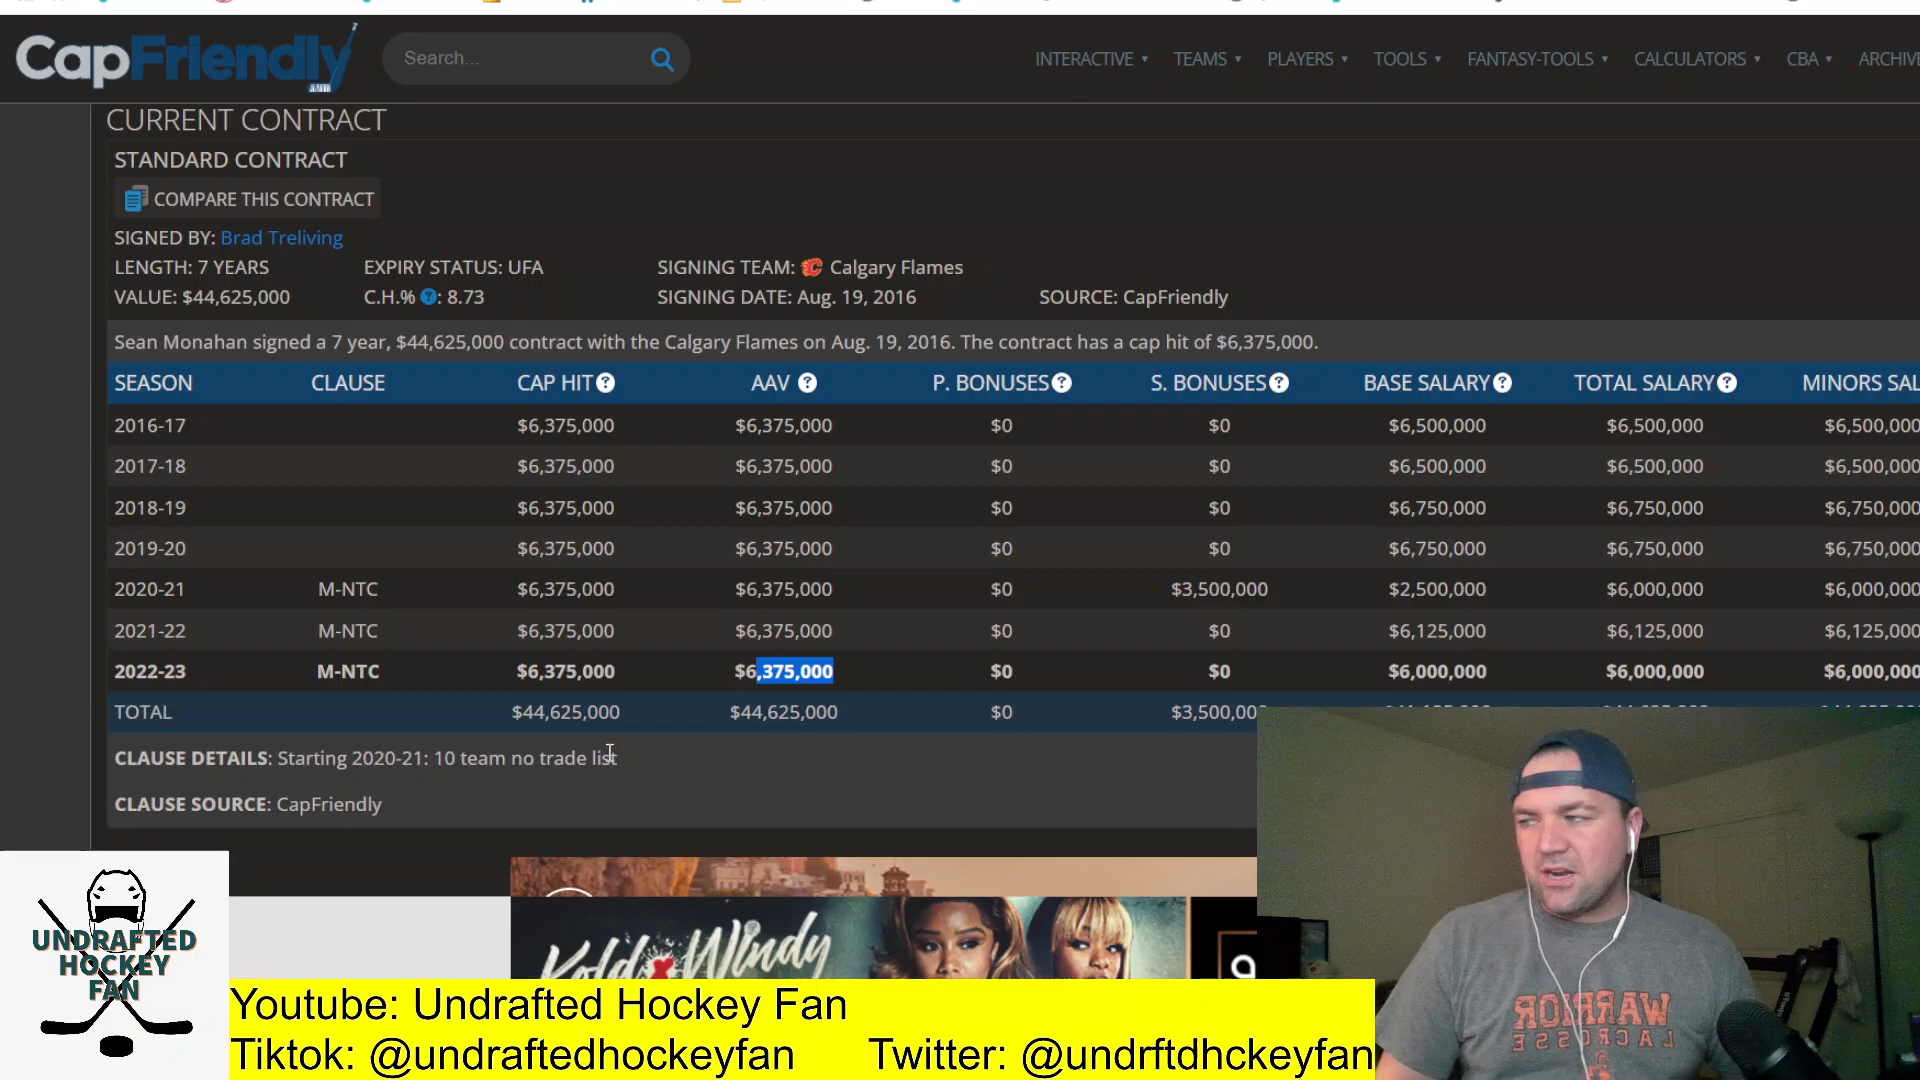 CapFriendly Search... INTERACTIVE TEAMS PLAYERS TOOLS FANTASY-TOOLS CALCULATORS CBA ARCHIVE
CURRENT CONTRACT
STANDARD CONTRACT
COMPARE THIS CONTRACT
SIGNED BY: Brad Treliving
LENGTH: 7 YEARS EXPIRY STATUS: UFA SIGNING TEAM: Calgary Flames
VALUE: $44,625,000 C.H.% ?: 8.73 SIGNING DATE: Aug. 19, 2016 SOURCE: CapFriendly
Sean Monahan signed a 7 year, $44,625,000 contract with the Calgary Flames on Aug. 19, 2016. The contract has a cap hit of $6,375,000.
SEASON CLAUSE CAP HIT ? AAV ? P. BONUSES ? S. BONUSES ? BASE SALARY ? TOTAL SALARY ? MINORS SAL
2016-17 $6,375,000 $6,375,000 $0 $0 $6,500,000 $6,500,000 $6,500,000
2017-18 $6,375,000 $6,375,000 $0 $0 $6,500,000 $6,500,000 $6,500,000
2018-19 $6,375,000 $6,375,000 $0 $0 $6,750,000 $6,750,000 $6,750,000
2019-20 $6,375,000 $6,375,000 $0 $0 $6,750,000 $6,750,000 $6,750,000
2020-21 M-NTC $6,375,000 $6,375,000 $0 $3,500,000 $2,500,000 $6,000,000 $6,000,000
2021-22 M-NTC $6,375,000 $6,375,000 $0 $0 $6,125,000 $6,125,000 $6,125,000
2022-23 M-NTC $6,375,000 $6,375,000 $0 $0 $6,000,000 $6,000,000 $6,000,000
TOTAL $44,625,000 $44,625,000 $0 $3,500,000
CLAUSE DETAILS: Starting 2020-21: 10 team no trade list
CLAUSE SOURCE: CapFriendly
Kold x Windy
UNDRAFTED
HOCKEY
FAN
WARRIOR
LACROSSE
Youtube: Undrafted Hockey Fan
Tiktok: @undraftedhockeyfan Twitter: @undrftdhckeyfan